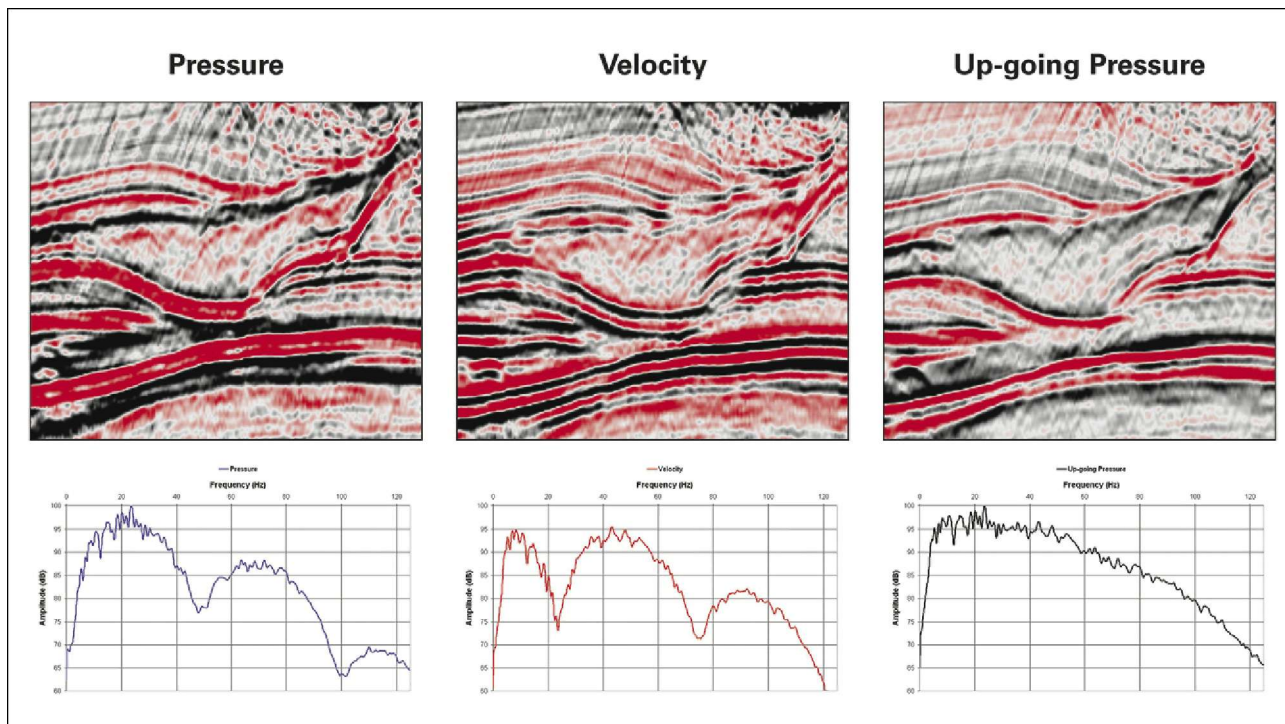 Pressure Velocity Up-going Pressure
Pressure
Frequency (Hz)
0 20 40 60 80 100 120
100
95
90
85
80
75
70
65
60
Amplitude (dB)
Velocity
Frequency (Hz)
0 20 40 60 80 100 120
100
95
90
85
80
75
70
65
60
Amplitude (dB)
Up-going Pressure
Frequency (Hz)
0 20 40 60 80 100 120
100
95
90
85
80
75
70
65
60
Amplitude (dB)